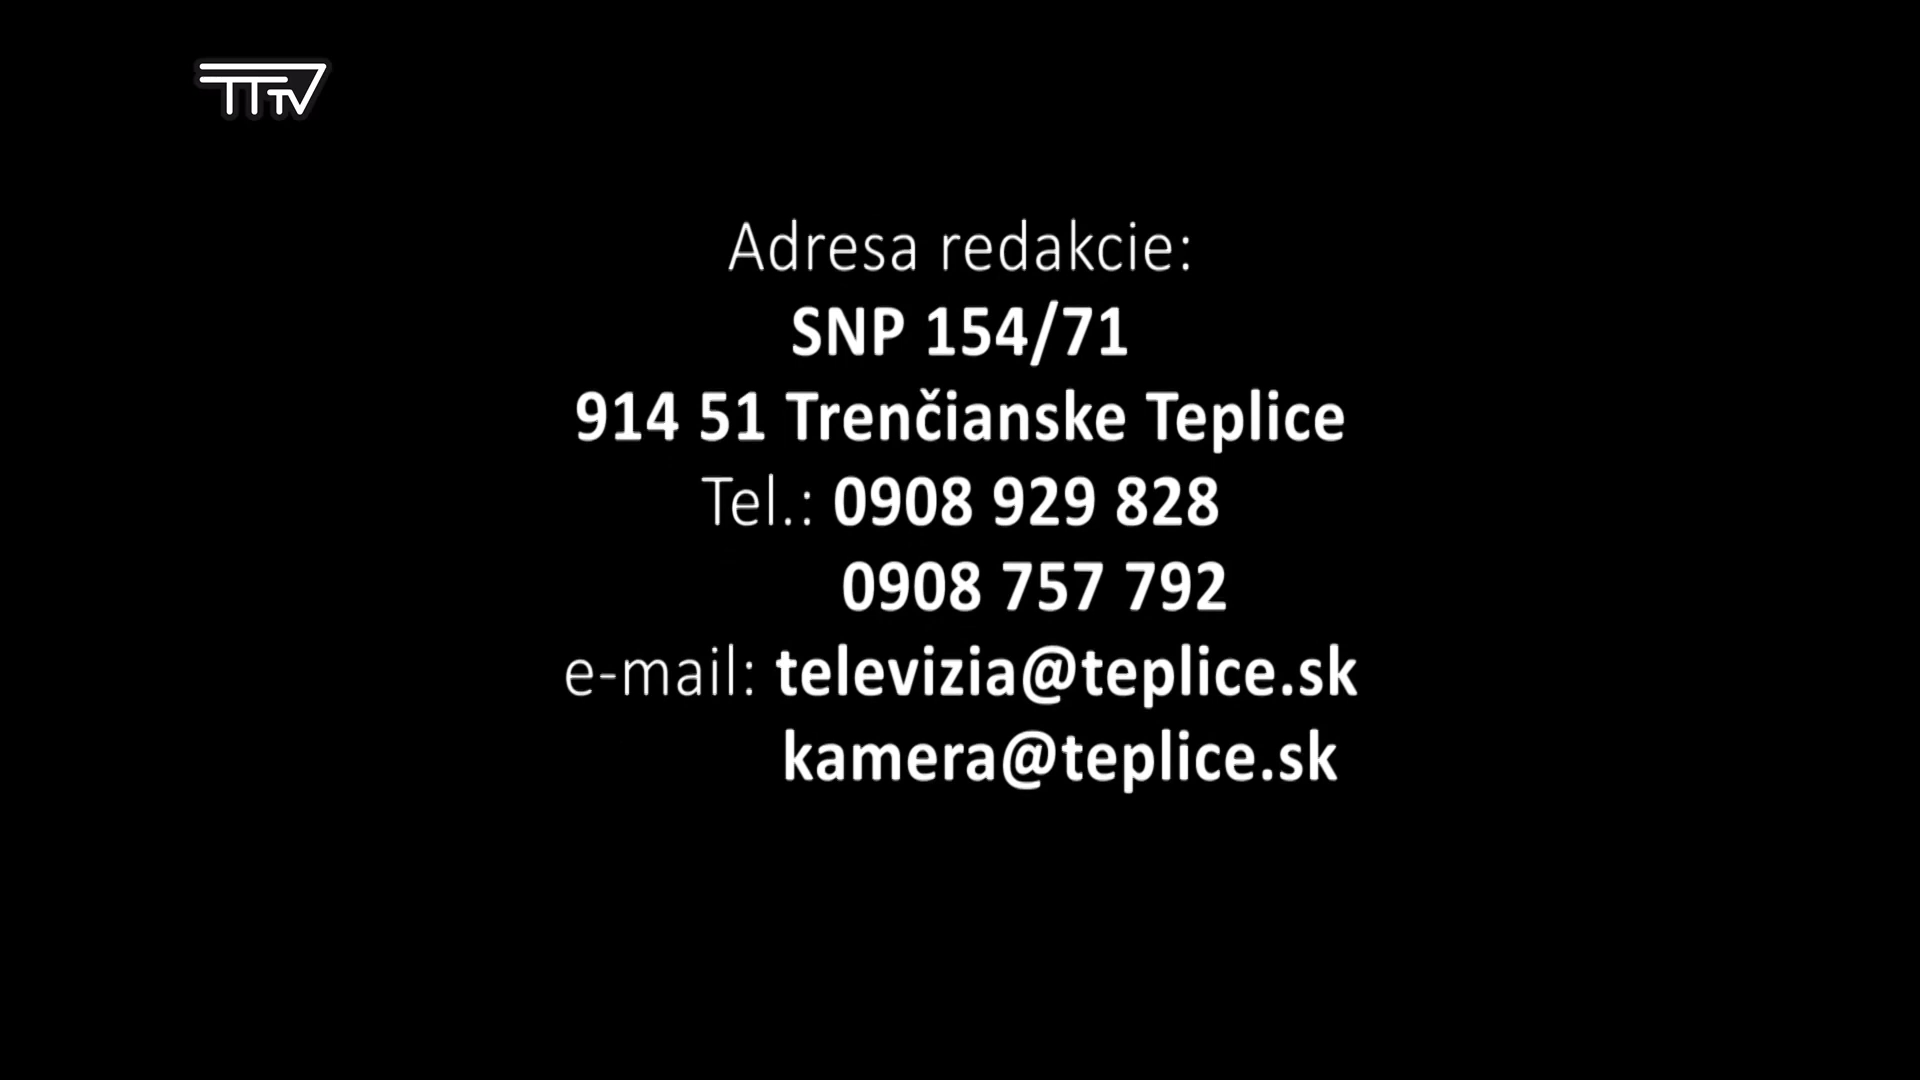 TTTV
Adresa redakcie:
SNP 154/71
914 51 Trenčianske Teplice
Tel.: 0908 929 828
0908 757 792
e-mail: televizia@teplice.sk
kamera@teplice.sk